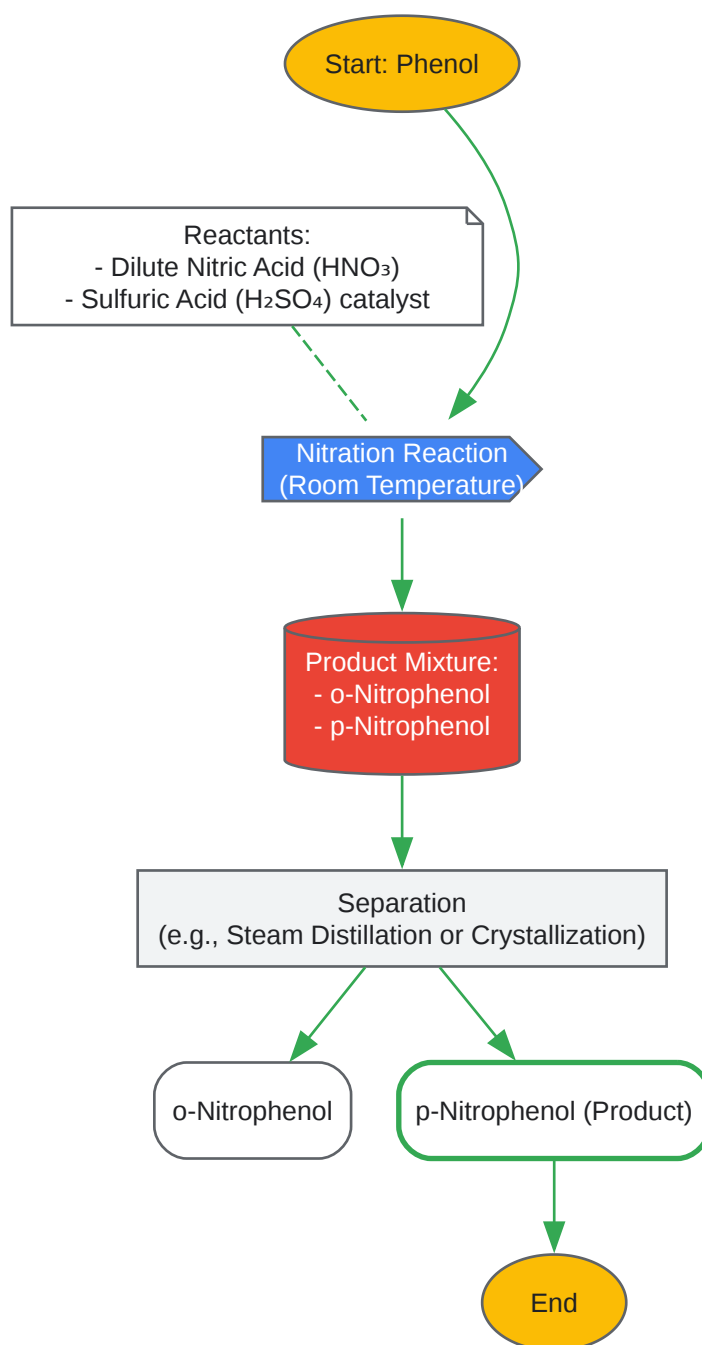 Start: Phenol
Reactants:
- Dilute Nitric Acid (HNO₃)
- Sulfuric Acid (H₂SO₄) catalyst
Nitration Reaction
(Room Temperature)
Product Mixture:
- o-Nitrophenol
- p-Nitrophenol
Separation
(e.g., Steam Distillation or Crystallization)
o-Nitrophenol
p-Nitrophenol (Product)
End